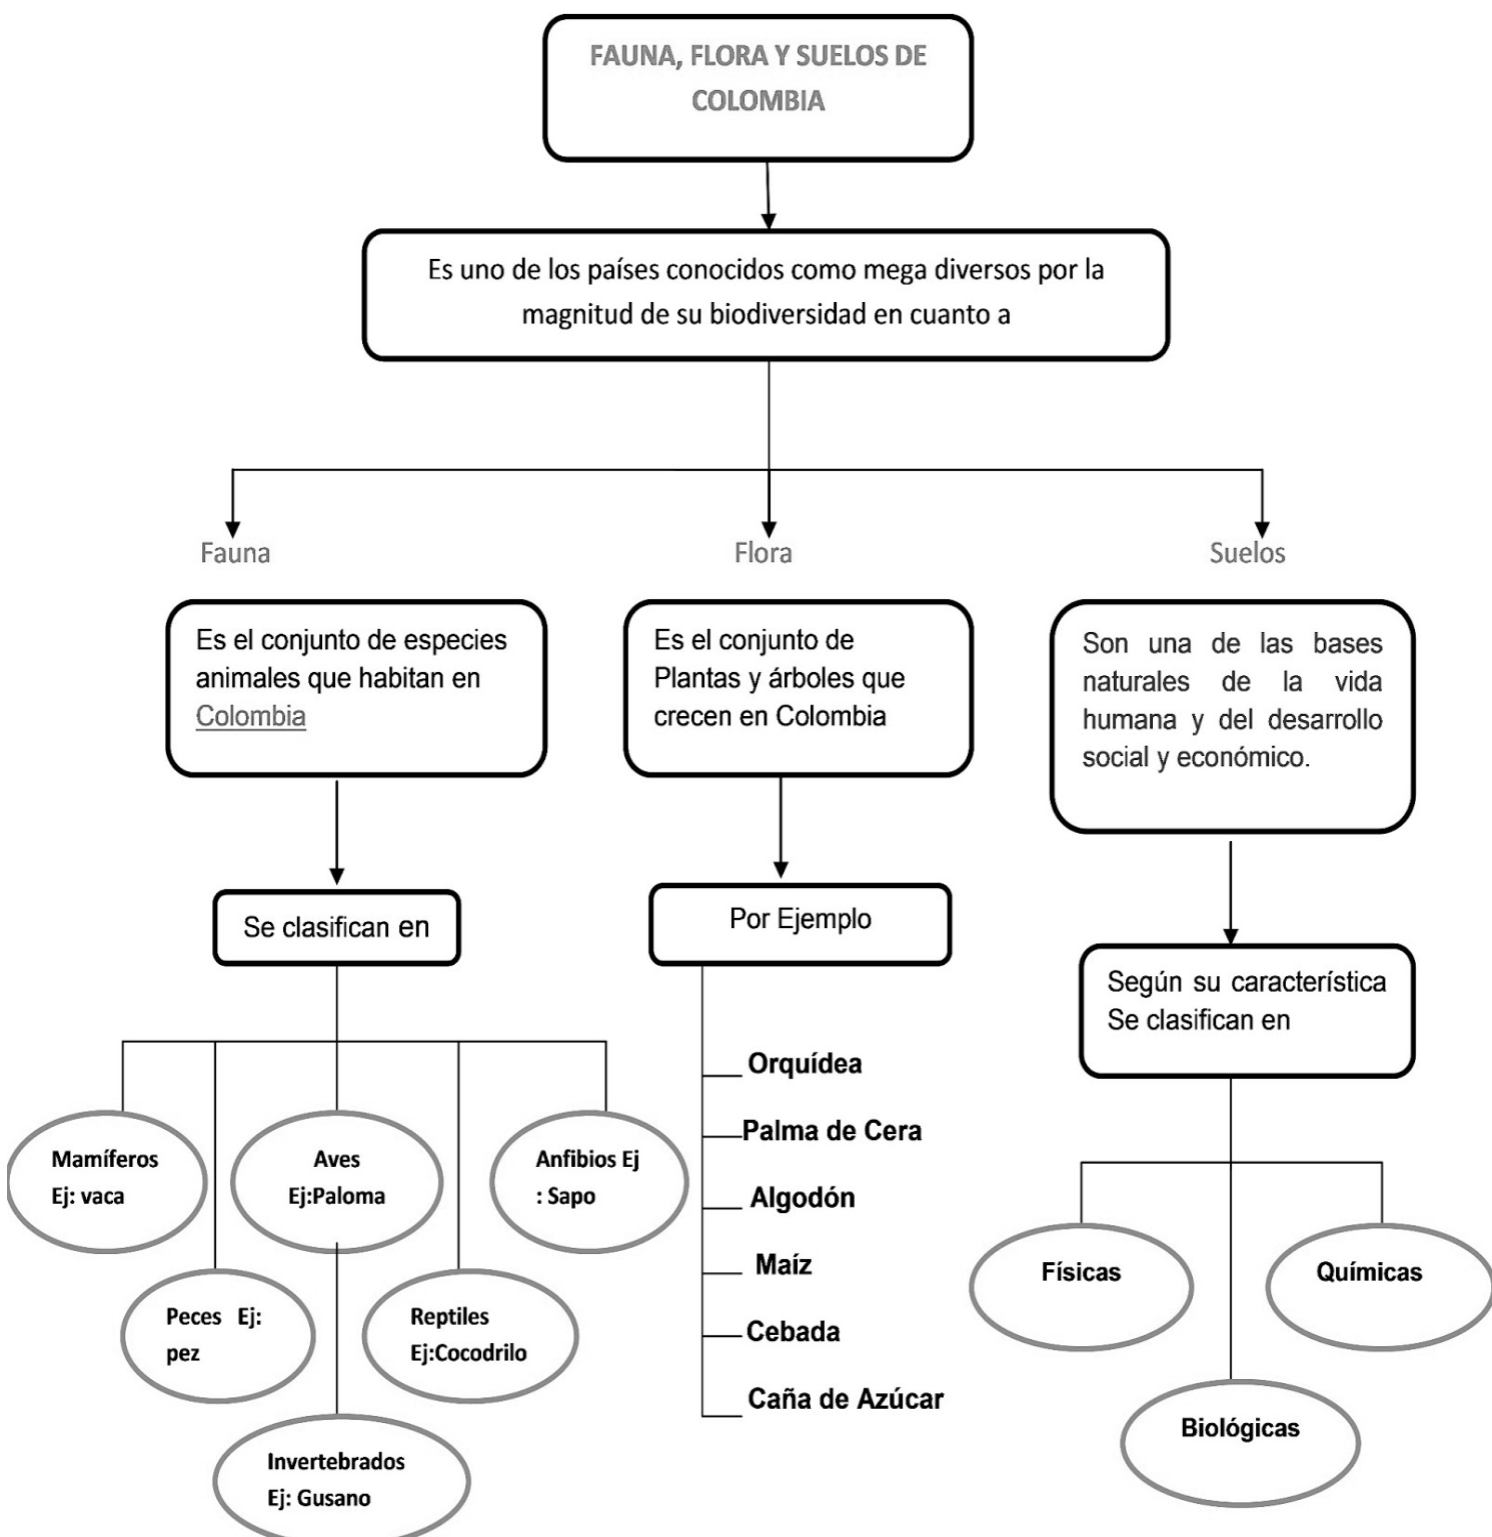 FAUNA, FLORA Y SUELOS DE
COLOMBIA
Es uno de los países conocidos como mega diversos por la
magnitud de su biodiversidad en cuanto a
Fauna
Flora
Suelos
Es el conjunto de especies
animales que habitan en
Colombia
Es el conjunto de
Plantas y árboles que
crecen en Colombia
Son una de las bases
naturales de la vida
humana y del desarrollo
social y económico.
Se clasifican en
Por Ejemplo
Según su característica
Se clasifican en
Mamíferos
Ej: vaca
Aves
Ej:Paloma
Anfibios Ej
: Sapo
Peces Ej:
pez
Reptiles
Ej:Cocodrilo
Invertebrados
Ej: Gusano
Orquídea
Palma de Cera
Algodón
Maíz
Cebada
Caña de Azúcar
Físicas
Químicas
Biológicas